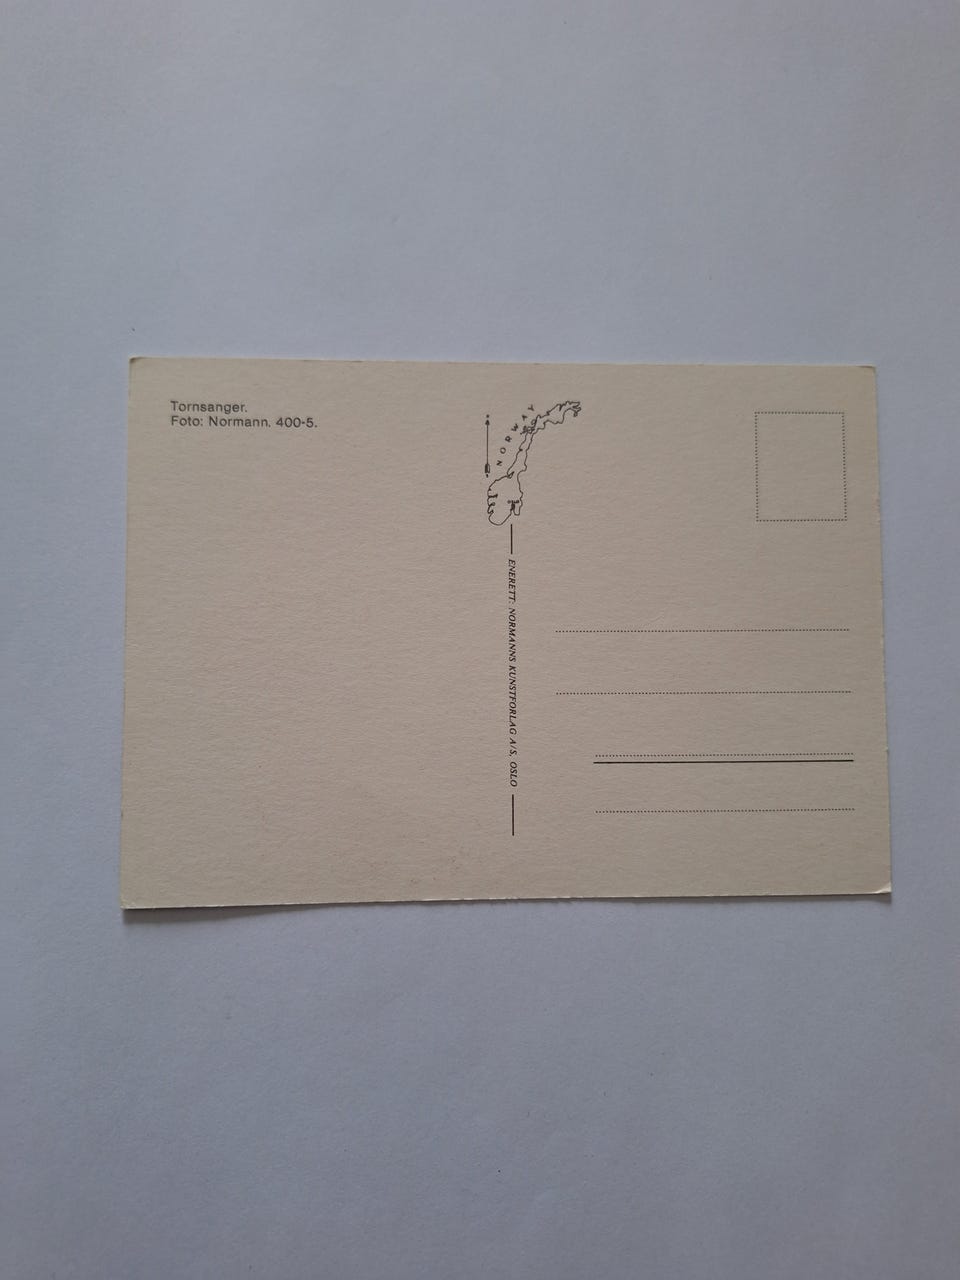 Tornsanger.
Foto: Normann. 400-5.
NORWAY
ENERETT: NORMANNS KUNSTFORLAG A/S, OSLO